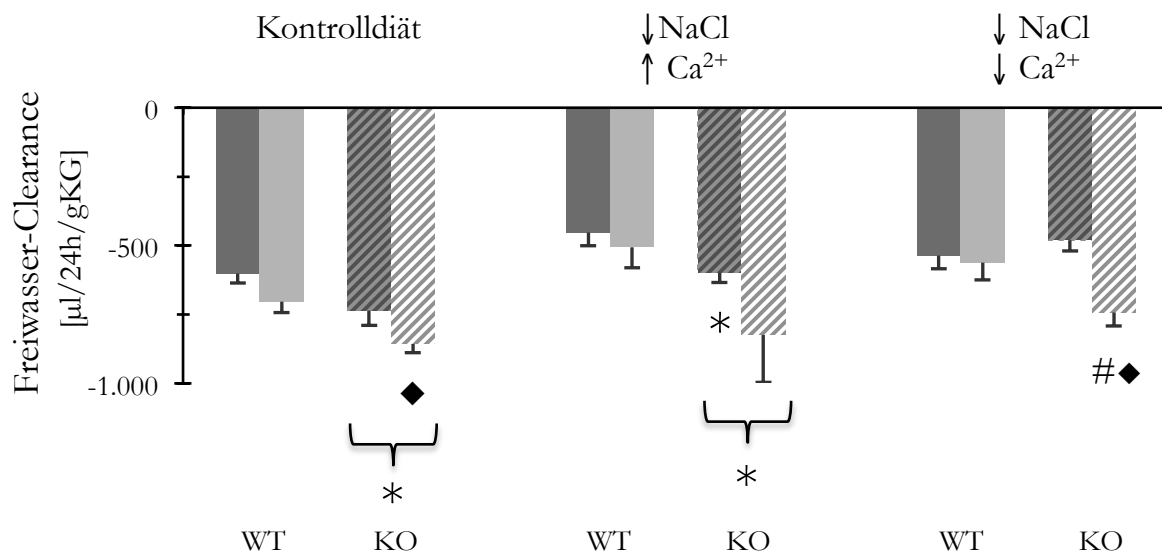 Kontrolldiät
↓NaCl
↑ Ca²⁺
↓ NaCl
↓ Ca²⁺
Freiwasser-Clearance
[µl/24h/gKG]
0
-500
-1.000
*
#◆
◆
*
*
WT
KO
WT
KO
WT
KO